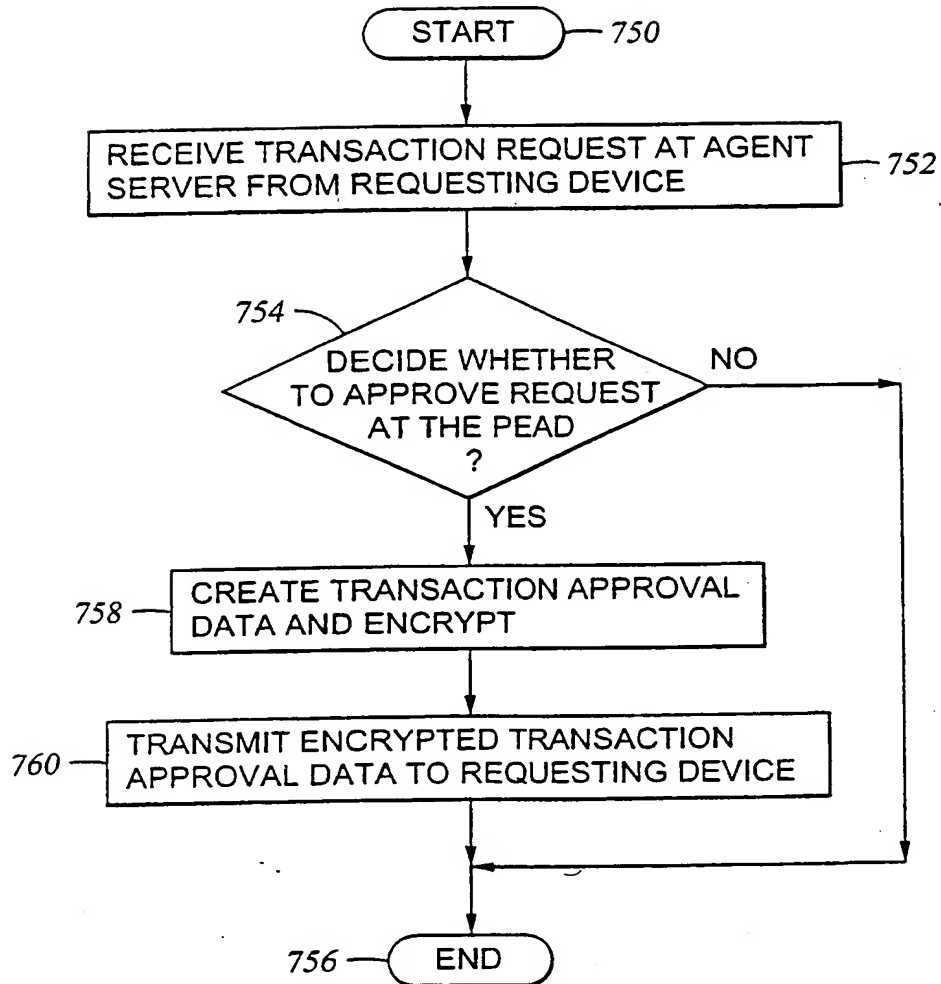 START
750
RECEIVE TRANSACTION REQUEST AT AGENT
SERVER FROM REQUESTING DEVICE
752
754
DECIDE WHETHER
TO APPROVE REQUEST
AT THE PEAD
?
NO
YES
758
CREATE TRANSACTION APPROVAL
DATA AND ENCRYPT
760
TRANSMIT ENCRYPTED TRANSACTION
APPROVAL DATA TO REQUESTING DEVICE
756
END